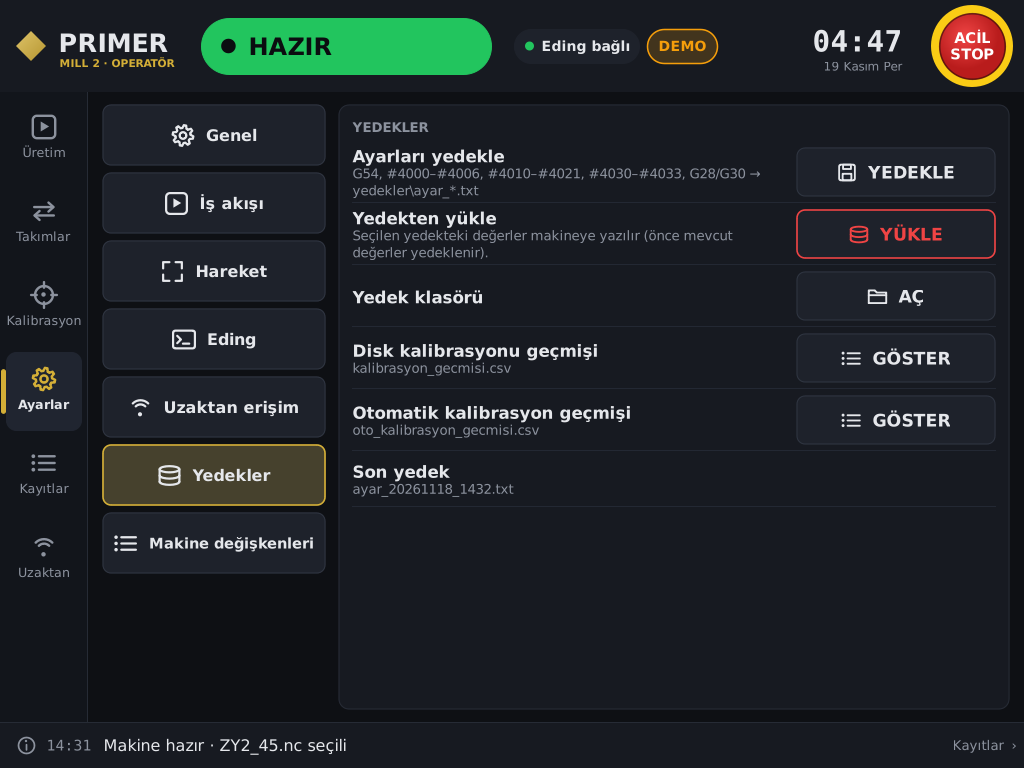 PRIMER
MILL 2 · OPERATÖR
HAZIR
Eding bağlı
DEMO
04:47
19 Kasım Per
ACİL
STOP
Üretim
Takımlar
Kalibrasyon
Ayarlar
Kayıtlar
Uzaktan
Genel
İş akışı
Hareket
Eding
Uzaktan erişim
Yedekler
Makine değişkenleri
YEDEKLER
Ayarları yedekle
G54, #4000–#4006, #4010–#4021, #4030–#4033, G28/G30 →
yedekler\ayar_*.txt
YEDEKLE
Yedekten yükle
Seçilen yedekteki değerler makineye yazılır (önce mevcut
değerler yedeklenir).
YÜKLE
Yedek klasörü
AÇ
Disk kalibrasyonu geçmişi
kalibrasyon_gecmisi.csv
GÖSTER
Otomatik kalibrasyon geçmişi
oto_kalibrasyon_gecmisi.csv
GÖSTER
Son yedek
ayar_20261118_1432.txt
14:31
Makine hazır · ZY2_45.nc seçili
Kayıtlar ›